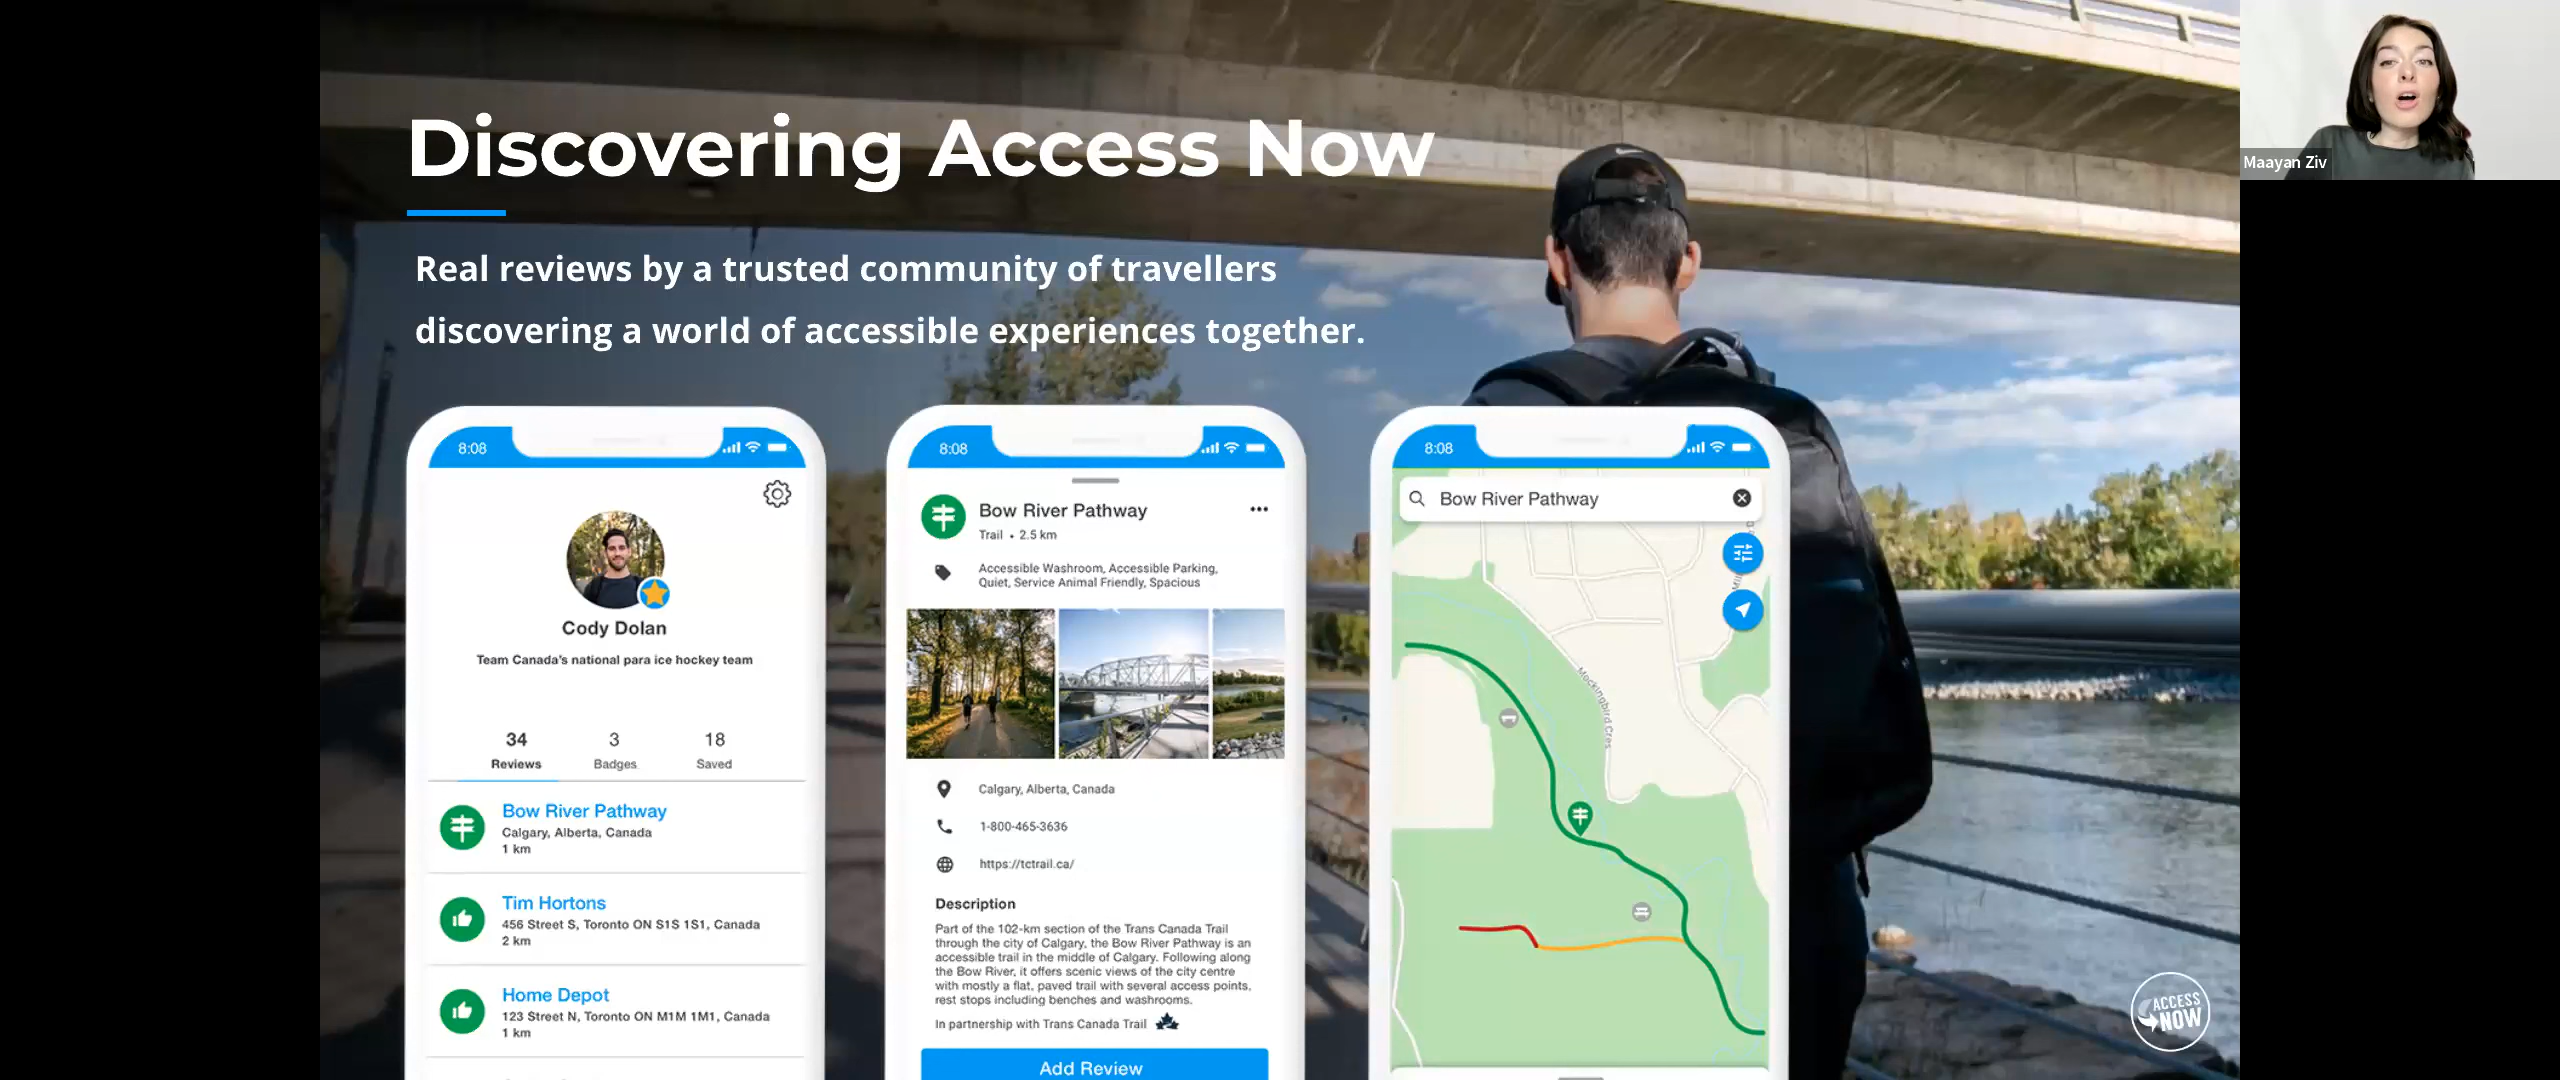 Discovering Access Now
Real reviews by a trusted community of travellers
discovering a world of accessible experiences together.
Maayan Ziv
8:08
Cody Dolan
Team Canada's national para ice hockey team
34
Reviews
3
Badges
18
Saved
Bow River Pathway
Calgary, Alberta, Canada
1 km
Tim Hortons
456 Street S, Toronto ON S1S 1S1, Canada
2 km
Home Depot
123 Street N, Toronto ON M1M 1M1, Canada
1 km
8:08
Bow River Pathway
Trail • 2.5 km
Accessible Washroom, Accessible Parking,
Quiet, Service Animal Friendly, Spacious
Calgary, Alberta, Canada
1-800-465-3636
https://tctrail.ca/
Description
Part of the 102-km section of the Trans Canada Trail
through the city of Calgary, the Bow River Pathway is an
accessible trail in the middle of Calgary. Following along
the Bow River, it offers scenic views of the city centre
with mostly a flat, paved trail with several access points,
rest stops including benches and washrooms.
In partnership with Trans Canada Trail
Add Review
8:08
Bow River Pathway
Mockingbird Cres
ACCESS
NOW